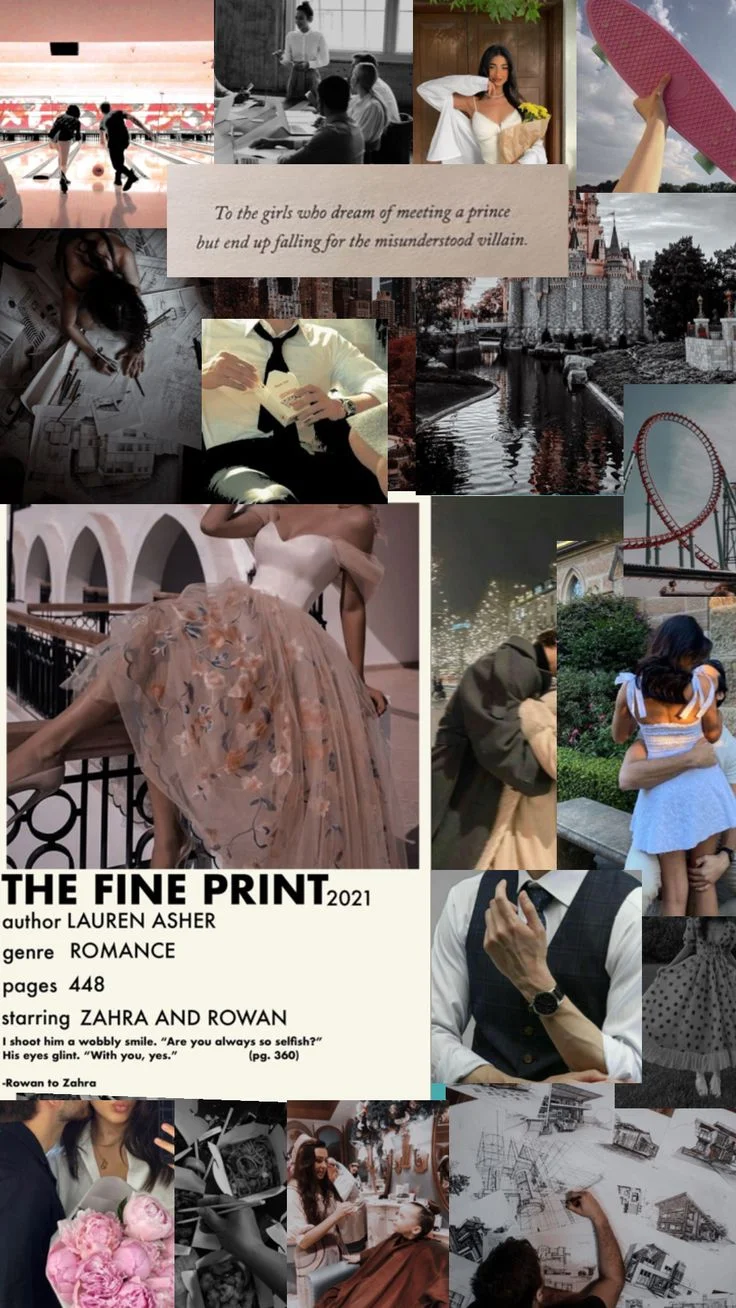 To the girls who dream of meeting a prince
but end up falling for the misunderstood villain.
THE FINE PRINT 2021
author LAUREN ASHER
genre ROMANCE
pages 448
starring ZAHRA AND ROWAN
I shoot him a wobbly smile. “Are you always so selfish?”
His eyes glint. “With you, yes.” (pg. 360)
-Rowan to Zahra